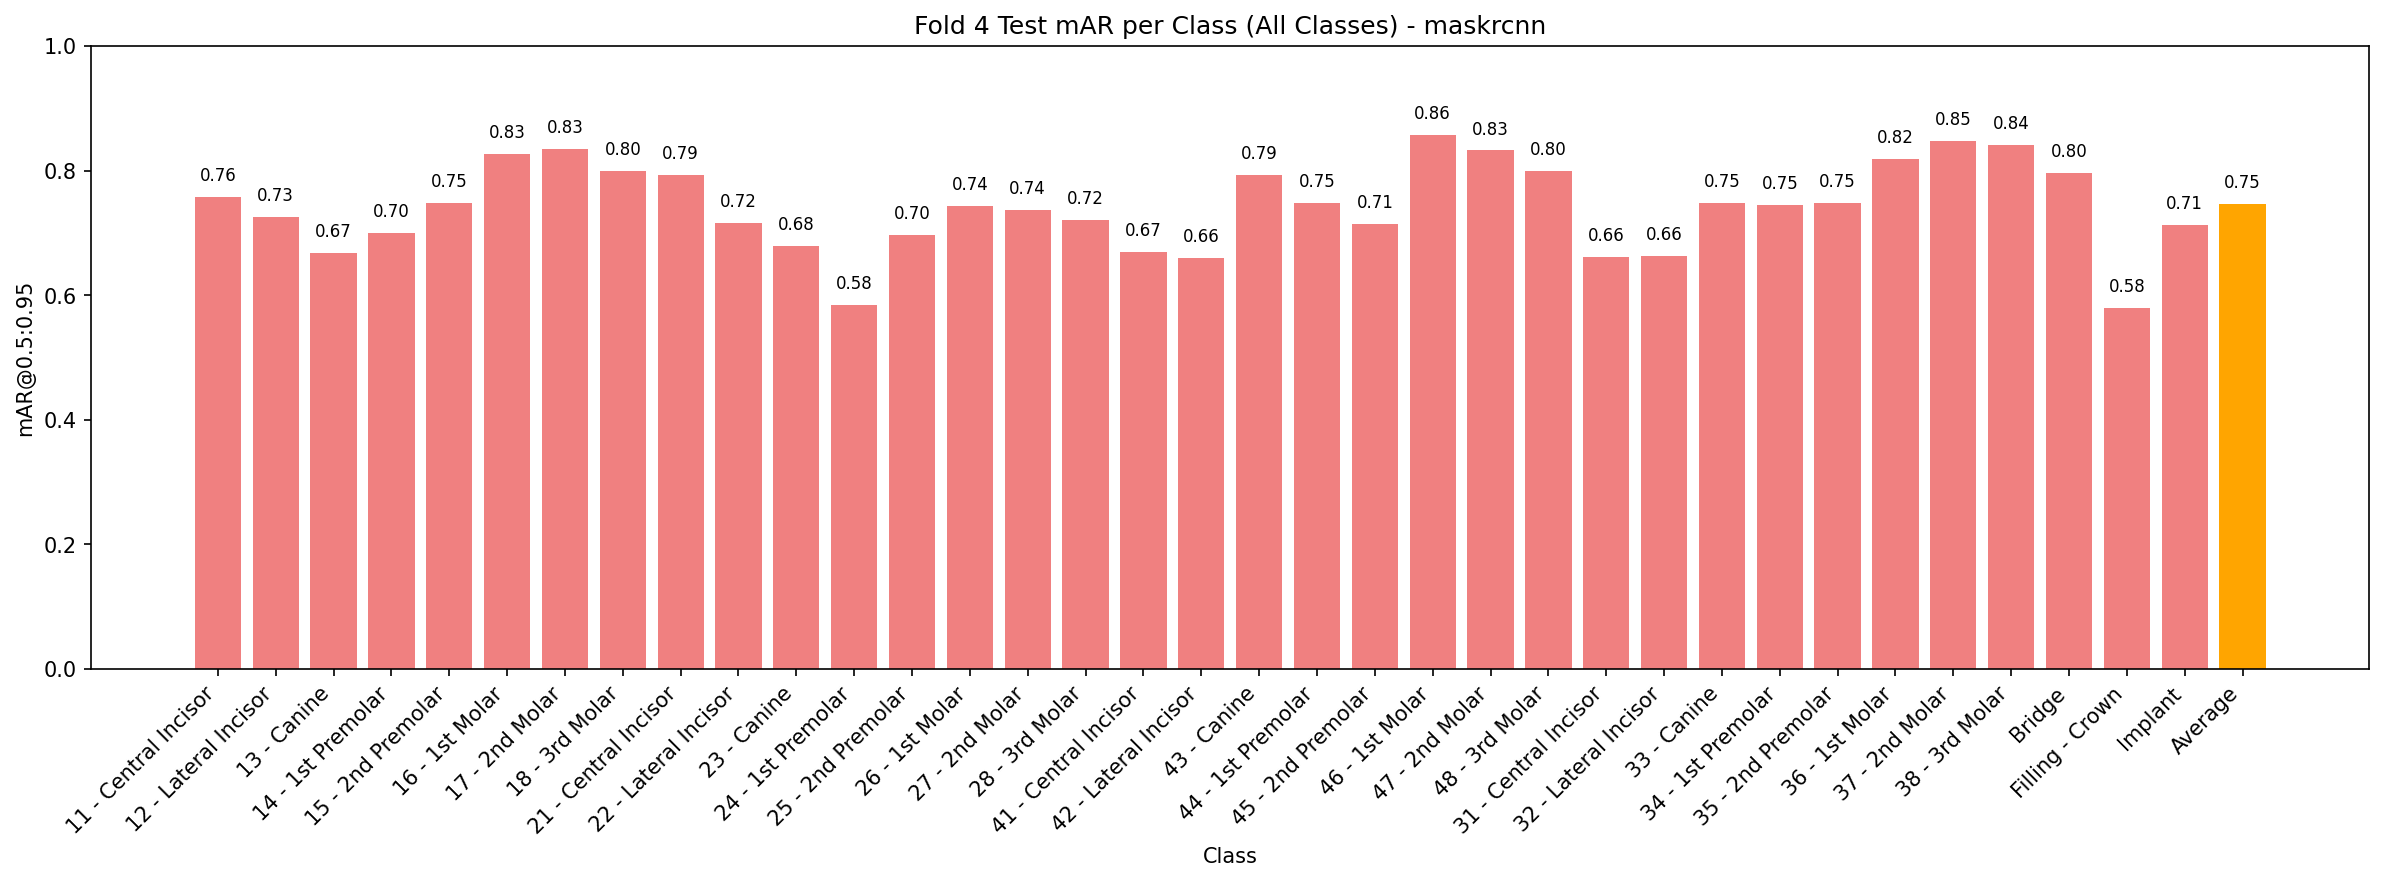 Fold 4 Test mAR per Class (All Classes) - maskrcnn
mAR@0.5:0.95
1.0
0.8
0.6
0.4
0.2
0.0
0.76
0.73
0.67
0.70
0.75
0.83
0.83
0.80
0.79
0.72
0.68
0.58
0.70
0.74
0.74
0.72
0.67
0.66
0.79
0.75
0.71
0.86
0.83
0.80
0.66
0.66
0.75
0.75
0.75
0.82
0.85
0.84
0.80
0.58
0.71
0.75
11 - Central Incisor
12 - Lateral Incisor
13 - Canine
14 - 1st Premolar
15 - 2nd Premolar
16 - 1st Molar
17 - 2nd Molar
18 - 3rd Molar
21 - Central Incisor
22 - Lateral Incisor
23 - Canine
24 - 1st Premolar
25 - 2nd Premolar
26 - 1st Molar
27 - 2nd Molar
28 - 3rd Molar
41 - Central Incisor
42 - Lateral Incisor
43 - Canine
44 - 1st Premolar
45 - 2nd Premolar
46 - 1st Molar
47 - 2nd Molar
48 - 3rd Molar
31 - Central Incisor
32 - Lateral Incisor
33 - Canine
34 - 1st Premolar
35 - 2nd Premolar
36 - 1st Molar
37 - 2nd Molar
38 - 3rd Molar
Bridge
Filling - Crown
Implant
Average
Class